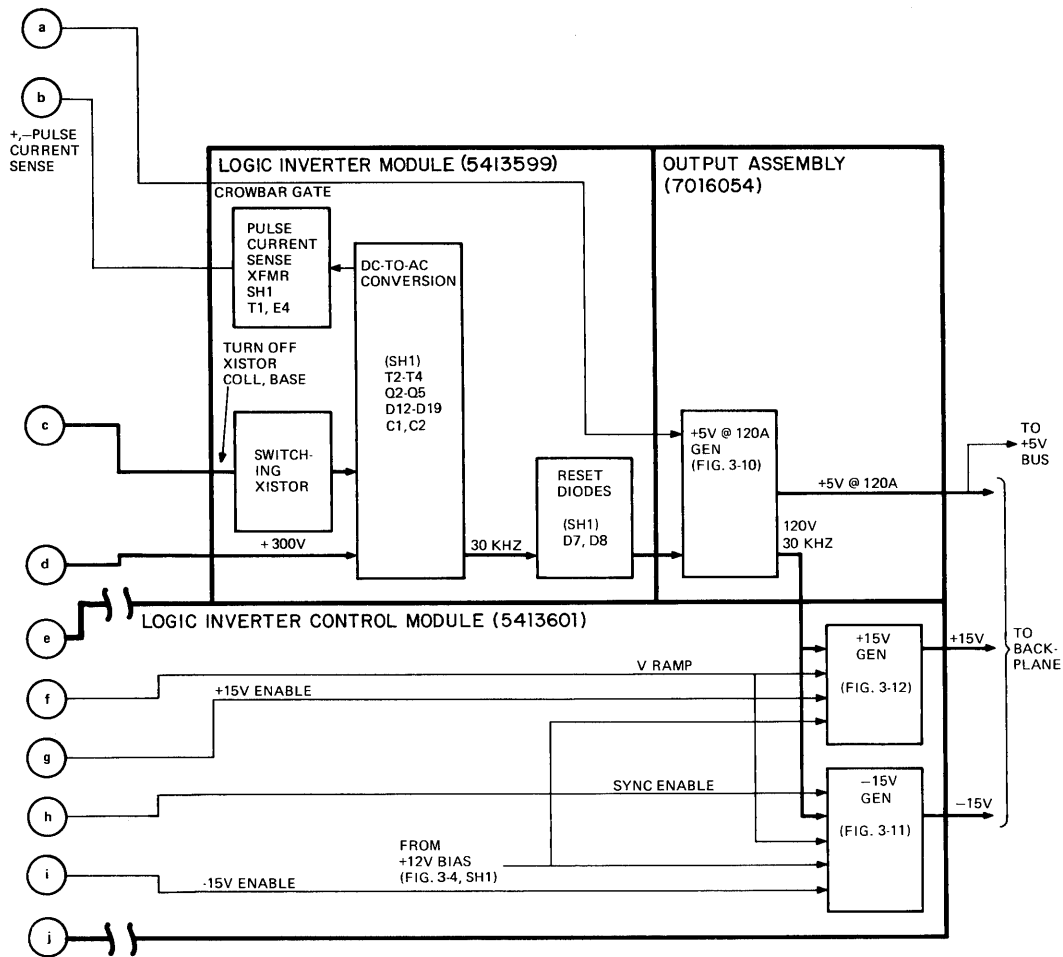 a
b
+,–PULSE
CURRENT
SENSE
LOGIC INVERTER MODULE (5413599)
OUTPUT ASSEMBLY
(7016054)
CROWBAR GATE
PULSE
CURRENT
SENSE
XFMR
SH1
T1, E4
DC-TO-AC
CONVERSION
(SH1)
T2-T4
Q2-Q5
D12-D19
C1, C2
TURN OFF
XISTOR
COLL, BASE
c
SWITCH-
ING
XISTOR
+300V
d
30 KHZ
RESET
DIODES
(SH1)
D7, D8
+5V @ 120A
GEN
(FIG. 3-10)
+5V @ 120A
120V
30 KHZ
TO
+5V
BUS
e
LOGIC INVERTER CONTROL MODULE (5413601)
f
V RAMP
+15V ENABLE
g
+15V
GEN
(FIG. 3-12)
+15V
TO
BACK-
PLANE
h
SYNC ENABLE
–15V
GEN
(FIG. 3-11)
–15V
FROM
+12V BIAS
(FIG. 3-4, SH1)
i
-15V ENABLE
j